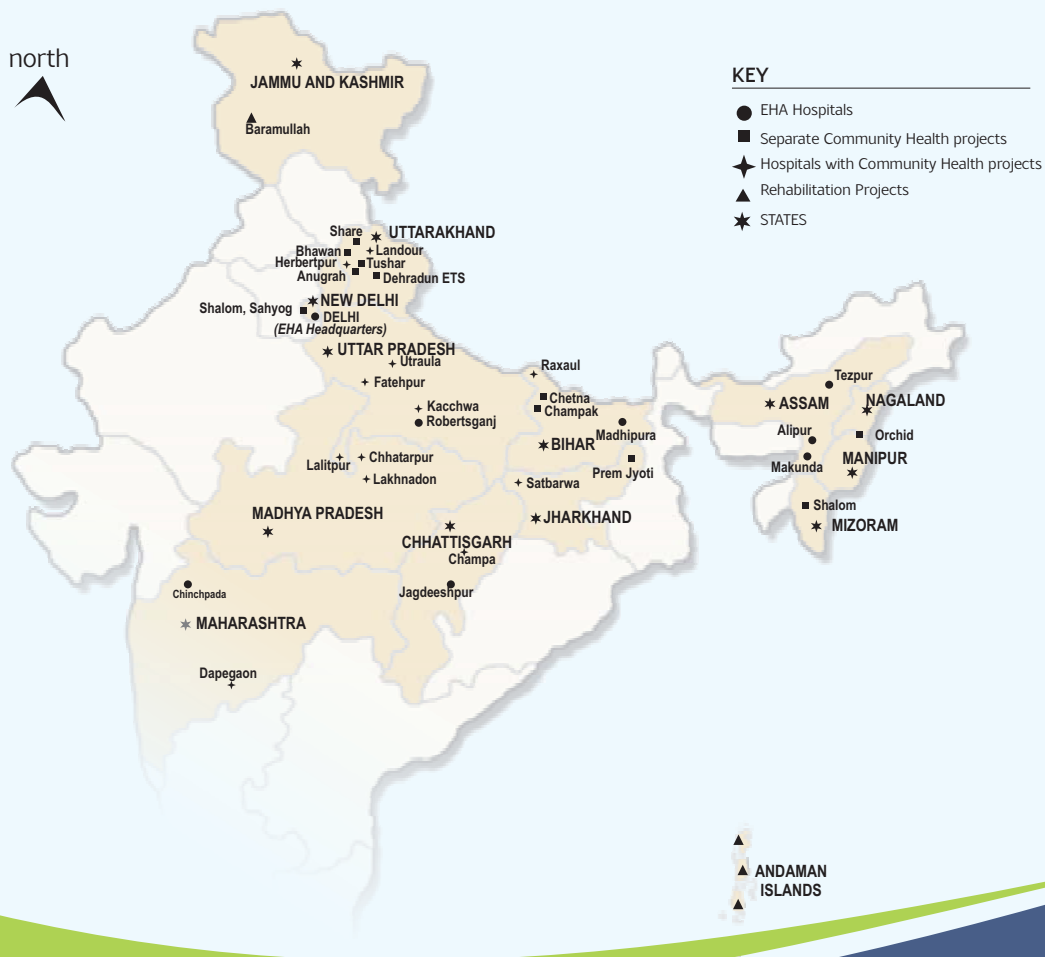 north
JAMMU AND KASHMIR
Baramullah
KEY
EHA Hospitals
Separate Community Health projects
Hospitals with Community Health projects
Rehabilitation Projects
STATES
Share
UTTARAKHAND
Bhawan
Landour
Herbertpur
Tushar
Anugrah
Dehradun ETS
NEW DELHI
Shalom, Sahyog
DELHI
(EHA Headquarters)
UTTAR PRADESH
Utraula
Fatehpur
Raxaul
Chetna
Champak
Kacchwa
Robertsganj
Madhipura
BIHAR
Prem Jyoti
Lalitpur
Chhatarpur
Lakhnadon
Satbarwa
JHARKHAND
MADHYA PRADESH
CHHATTISGARH
Champa
Jagdeeshpur
Chinchpada
MAHARASHTRA
Dapegaon
Tezpur
ASSAM
NAGALAND
Alipur
Orchid
Makunda
MANIPUR
Shalom
MIZORAM
ANDAMAN
ISLANDS